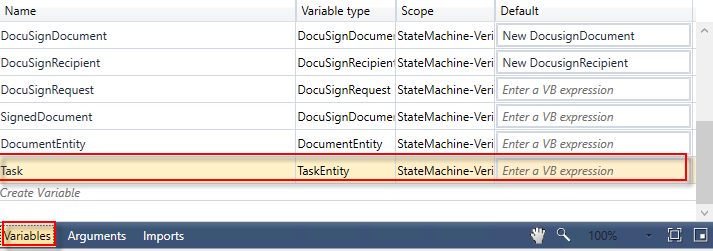 Name Variable type Scope Default
DocuSignDocument DocuSignDocumen StateMachine-Veri New DocusignDocument
DocuSignRecipient DocuSignRecipient StateMachine-Veri New DocusignRecipient
DocuSignRequest DocuSignRequest StateMachine-Veri Enter a VB expression
SignedDocument DocuSignDocumen StateMachine-Veri Enter a VB expression
DocumentEntity DocumentEntity StateMachine-Veri Enter a VB expression
Task TaskEntity StateMachine-Veri Enter a VB expression
Create Variable
Variables Arguments Imports 100%